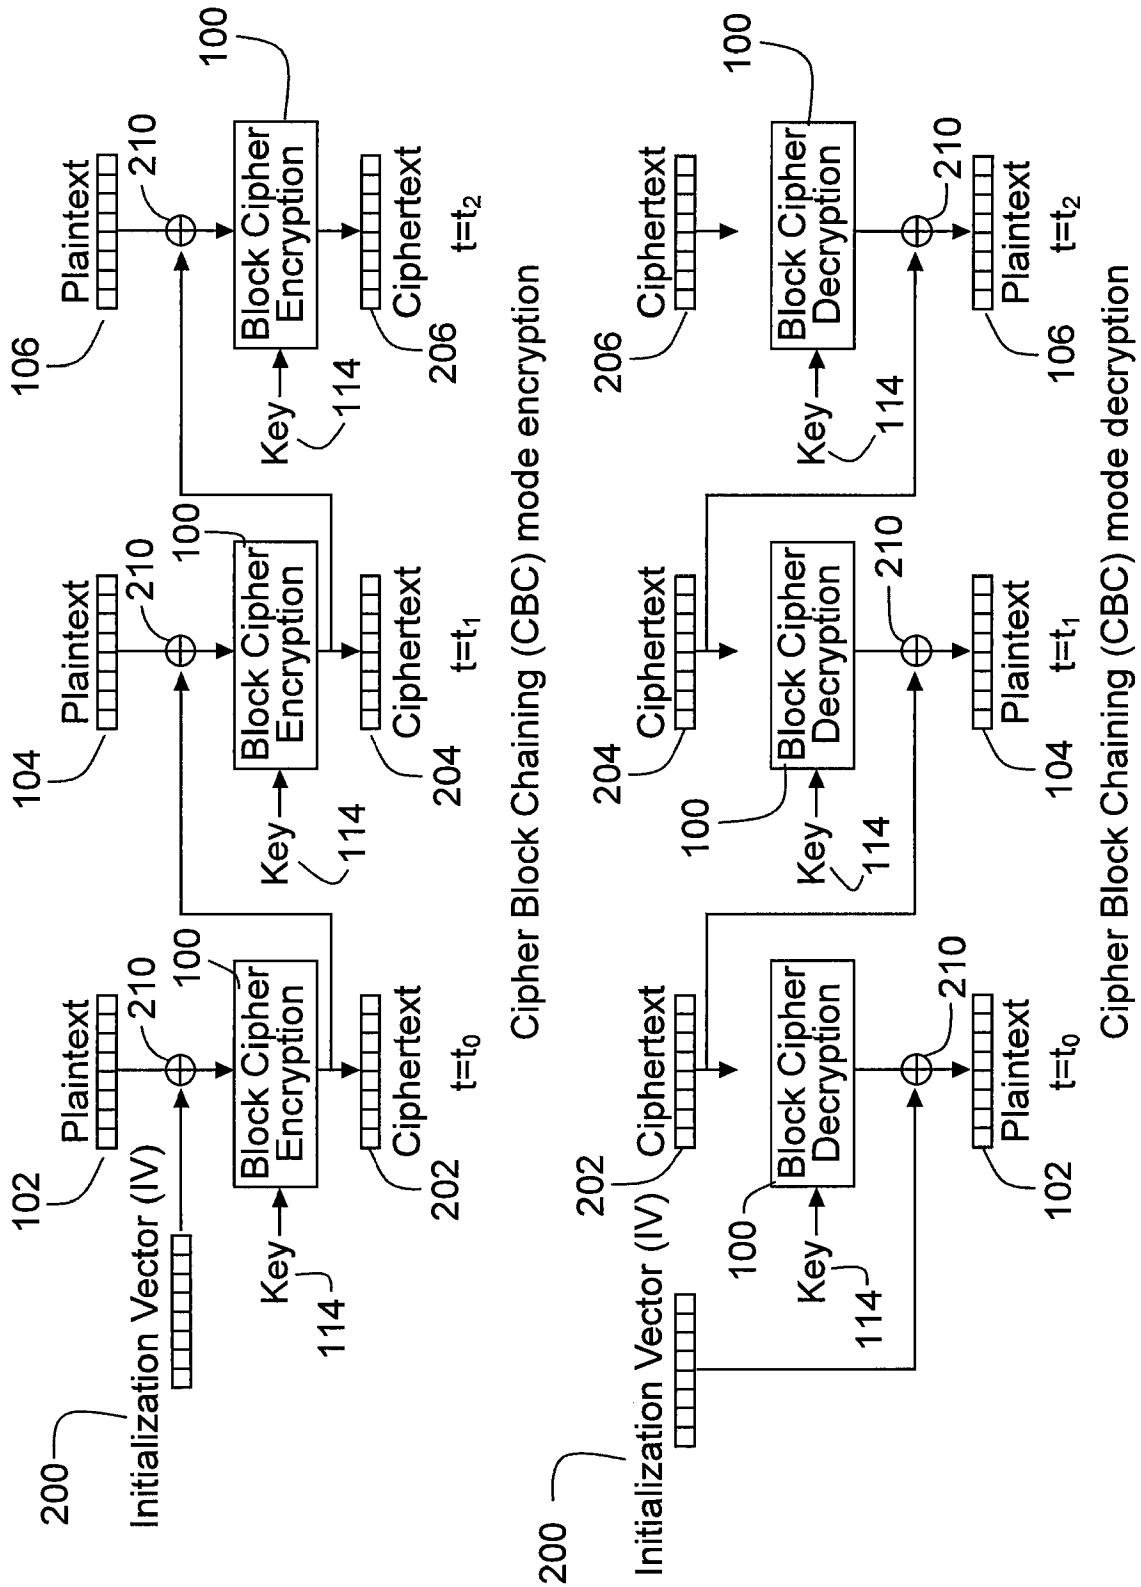 200
Initialization Vector (IV)
102
Plaintext
210
104
Plaintext
210
106
Plaintext
210
Key
114
Block Cipher
Encryption
100
Key
114
Block Cipher
Encryption
100
Key
114
Block Cipher
Encryption
100
202
Ciphertext
t=t₀
204
Ciphertext
t=t₁
206
Ciphertext
t=t₂
Cipher Block Chaining (CBC) mode encryption
200
Initialization Vector (IV)
202
Ciphertext
204
Ciphertext
206
Ciphertext
100
Key
114
Block Cipher
Decryption
210
100
Key
114
Block Cipher
Decryption
210
Key
114
Block Cipher
Decryption
100
210
102
Plaintext
t=t₀
104
Plaintext
t=t₁
106
Plaintext
t=t₂
Cipher Block Chaining (CBC) mode decryption